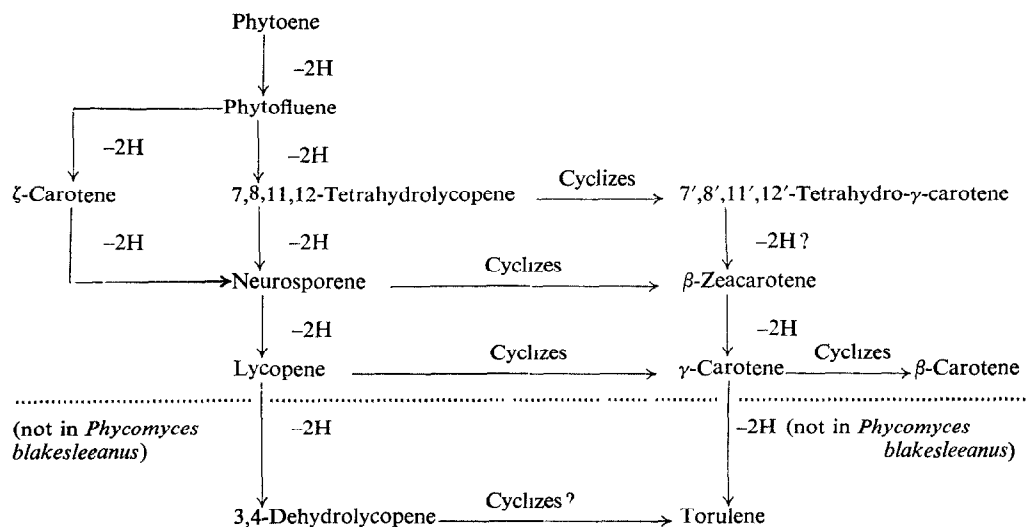 Phytoene
–2H
Phytofluene
–2H
–2H
ζ-Carotene
7,8,11,12-Tetrahydrolycopene
Cyclizes
7′,8′,11′,12′-Tetrahydro-γ-carotene
–2H
–2H
–2H?
Neurosporene
Cyclizes
β-Zeacarotene
–2H
–2H
Lycopene
Cyclizes
γ-Carotene
Cyclizes
β-Carotene
(not in Phycomyces
blakesleeanus)
–2H
–2H (not in Phycomyces
blakesleeanus)
3,4-Dehydrolycopene
Cyclizes?
Torulene